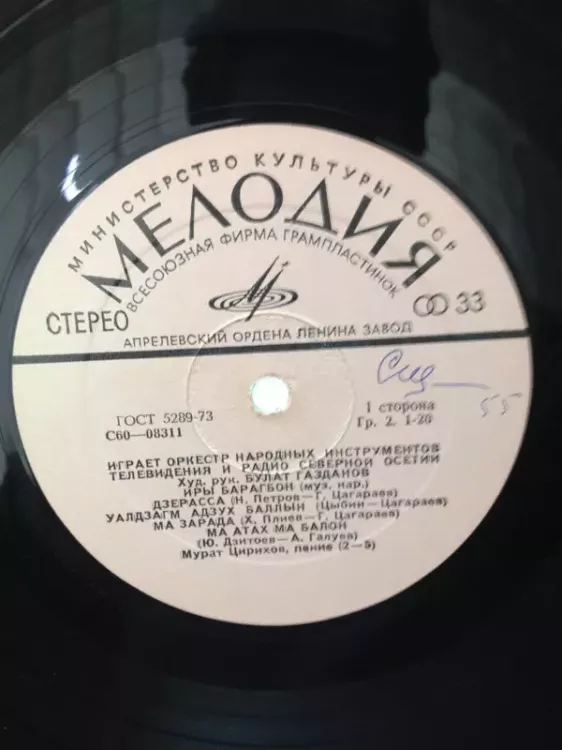 МИНИСТЕРСТВО КУЛЬТУРЫ СССР
МЕЛОДИЯ
ВСЕСОЮЗНАЯ ФИРМА ГРАМПЛАСТИНОК
СТЕРЕО
33
АПРЕЛЕВСКИЙ ОРДЕНА ЛЕНИНА ЗАВОД
ГОСТ 5289-73
С60—08311
1 сторона
Гр. 2. 1-20
55
ИГРАЕТ ОРКЕСТР НАРОДНЫХ ИНСТРУМЕНТОВ
ТЕЛЕВИДЕНИЯ И РАДИО СЕВЕРНОЙ ОСЕТИИ
Худ. рук. БУЛАТ ГАЗДАНОВ
ИРЫ БАРАГБОН (муз. нар.)
ДЗЕРАССА (Н. Петров—Г. Цагараев)
УАЛДЗАГМ АДЗУХ БАЛЛЫН (Цыбин—Цагараев)
МА ЗАРАДА (Х. Плиев—Г. Цагараев)
МА АТАХ МА БАЛОН
(Ю. Дзитоев—А. Галуев)
Мурат Цирихов, пение (2—5)